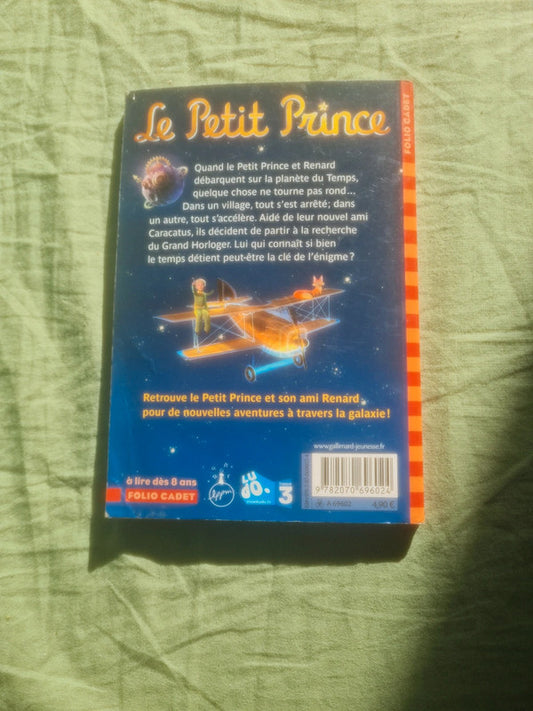 Le Petit Prince
FOLIO CADET
Quand le Petit Prince et Renard
débarquent sur la planète du Temps,
quelque chose ne tourne pas rond...
Dans un village, tout s'est arrêté ; dans
un autre, tout s'accélère. Aidé de leur nouvel ami
Caracatus, ils décident de partir à la recherche
du Grand Horloger. Lui qui connaît si bien
le temps détient peut-être la clé de l'énigme ?
Retrouve le Petit Prince et son ami Renard
pour de nouvelles aventures à travers la galaxie !
www.gallimard-jeunesse.fr
à lire dès 8 ans
FOLIO CADET
LUDO.
3
9 782070 696024
A 69602
4,90 €